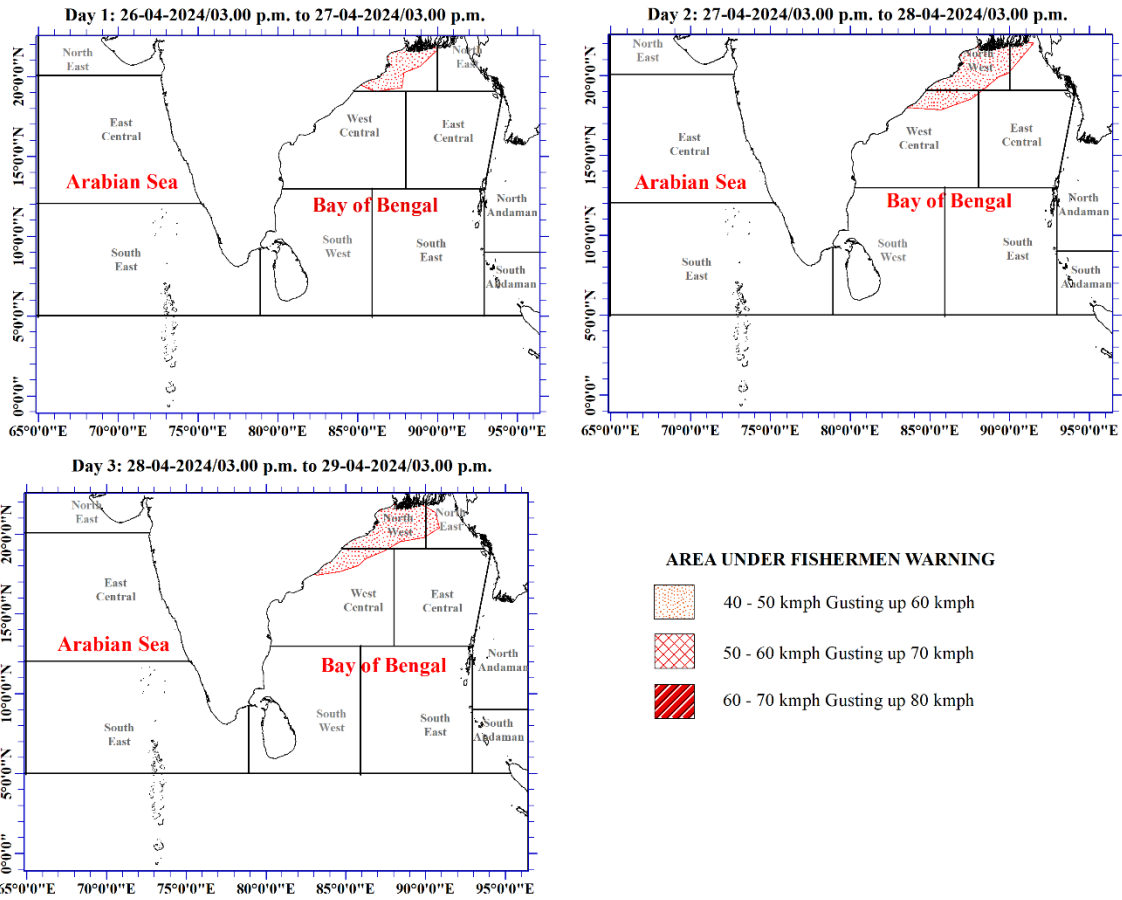 Day 1: 26-04-2024/03.00 p.m. to 27-04-2024/03.00 p.m.
North
East
North
East
20°0'0"N
East
Central
West
Central
East
Central
15°0'0"N
Arabian Sea
Bay of Bengal
North
Andaman
10°0'0"N
South
East
South
West
South
East
South
Andaman
5°0'0"N
0°0'0"
65°0'0"E
70°0'0"E
75°0'0"E
80°0'0"E
85°0'0"E
90°0'0"E
95°0'0"E
Day 2: 27-04-2024/03.00 p.m. to 28-04-2024/03.00 p.m.
North
East
North
West
20°0'0"N
East
Central
West
Central
East
Central
15°0'0"N
Arabian Sea
Bay of Bengal
North
Andaman
10°0'0"N
South
East
South
West
South
East
South
Andaman
5°0'0"N
0°0'0"
65°0'0"E
70°0'0"E
75°0'0"E
80°0'0"E
85°0'0"E
90°0'0"E
95°0'0"E
Day 3: 28-04-2024/03.00 p.m. to 29-04-2024/03.00 p.m.
North
East
North
West
North
East
20°0'0"N
East
Central
West
Central
East
Central
15°0'0"N
Arabian Sea
Bay of Bengal
North
Andaman
10°0'0"N
South
East
South
West
South
East
South
Andaman
5°0'0"N
0°0'0"
65°0'0"E
70°0'0"E
75°0'0"E
80°0'0"E
85°0'0"E
90°0'0"E
95°0'0"E
AREA UNDER FISHERMEN WARNING
40 - 50 kmph Gusting up 60 kmph
50 - 60 kmph Gusting up 70 kmph
60 - 70 kmph Gusting up 80 kmph